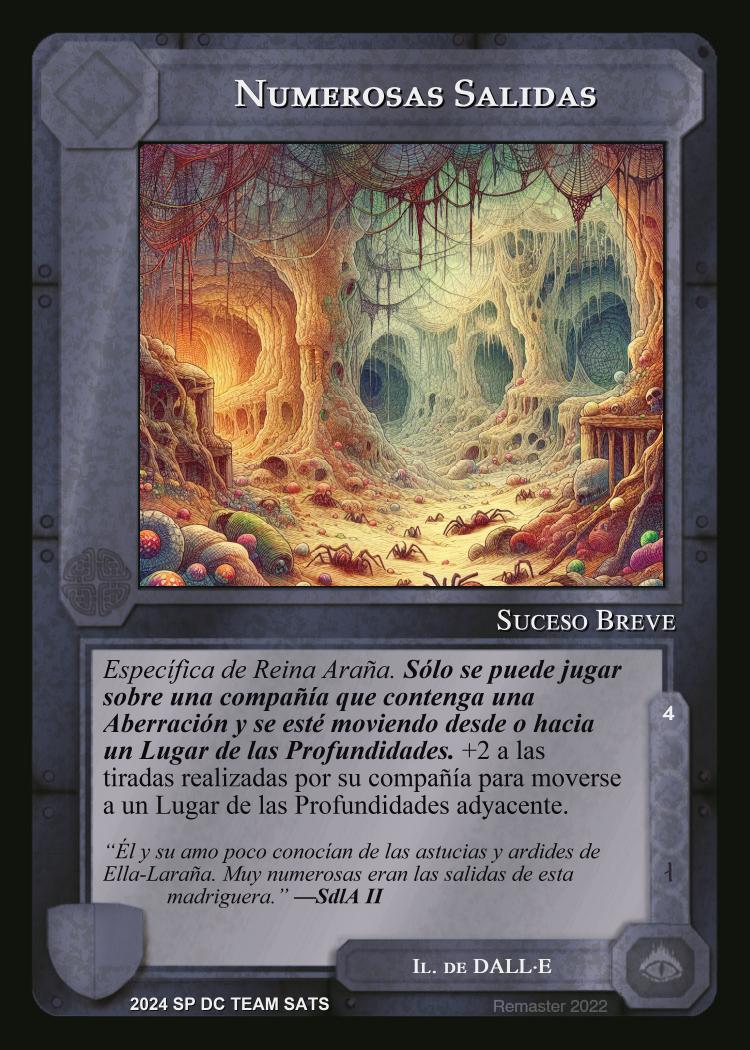 Numerosas Salidas
Suceso Breve
Específica de Reina Araña. Sólo se puede jugar
sobre una compañía que contenga una
Aberración y se esté moviendo desde o hacia
un Lugar de las Profundidades. +2 a las
tiradas realizadas por su compañía para moverse
a un Lugar de las Profundidades adyacente.
4
“Él y su amo poco conocían de las astucias y ardides de
Ella-Laraña. Muy numerosas eran las salidas de esta
madriguera.” —SdlA II
Il. de DALL·E
2024 SP DC TEAM SATS
Remaster 2022